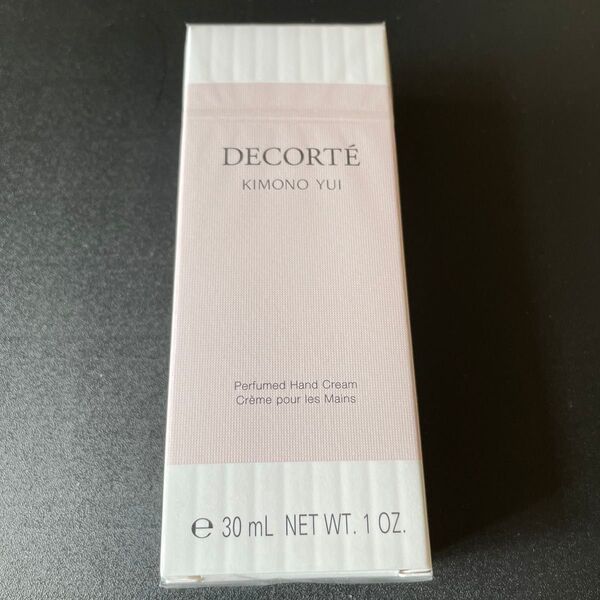 DECORTÉ
KIMONO YUI
Perfumed Hand Cream
Crème pour les Mains
℮ 30 mL NET WT. 1 OZ.